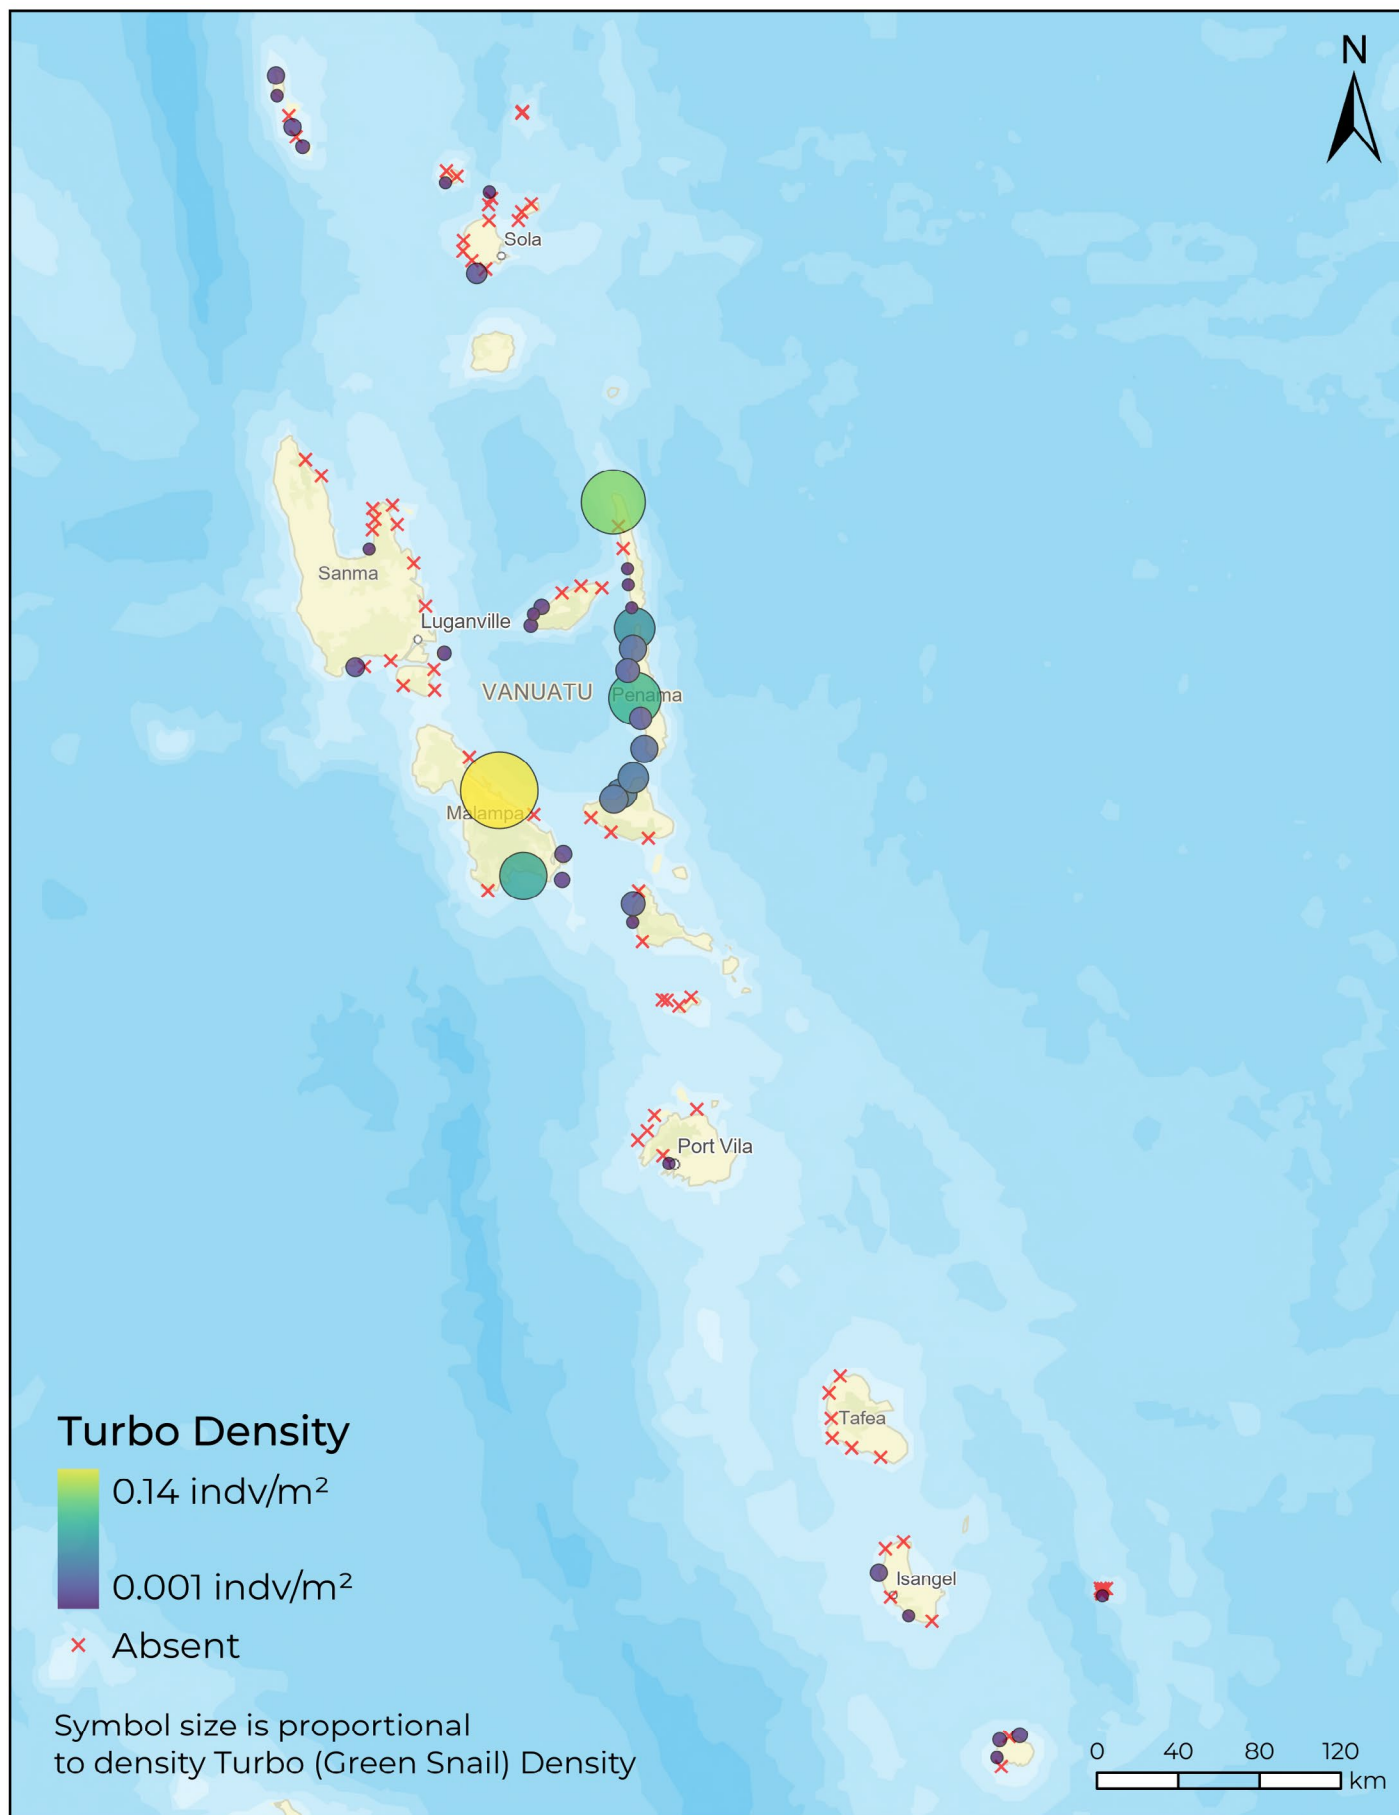 N
Sola
Sanma
Luganville
VANUATU
Penama
Malampa
Port Vila
Tafea
Isangel
Turbo Density
0.14 indv/m²
0.001 indv/m²
Absent
Symbol size is proportional
to density Turbo (Green Snail) Density
0 40 80 120
km